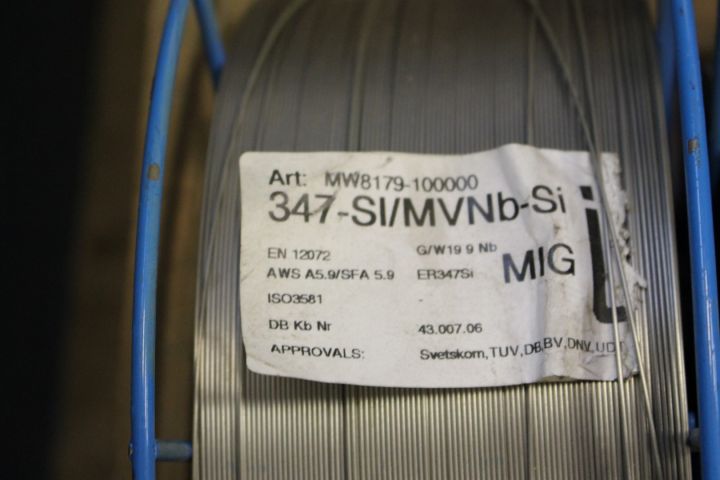 Art: MW8179-100000
347-SI/MVNb-Si
EN 12072 G/W19 9 Nb
AWS A5.9/SFA 5.9 ER347Si MIG
ISO3581 -
DB Kb Nr 43.007.06
APPROVALS: Svetskom,TUV,DB,BV,DNV,UDT